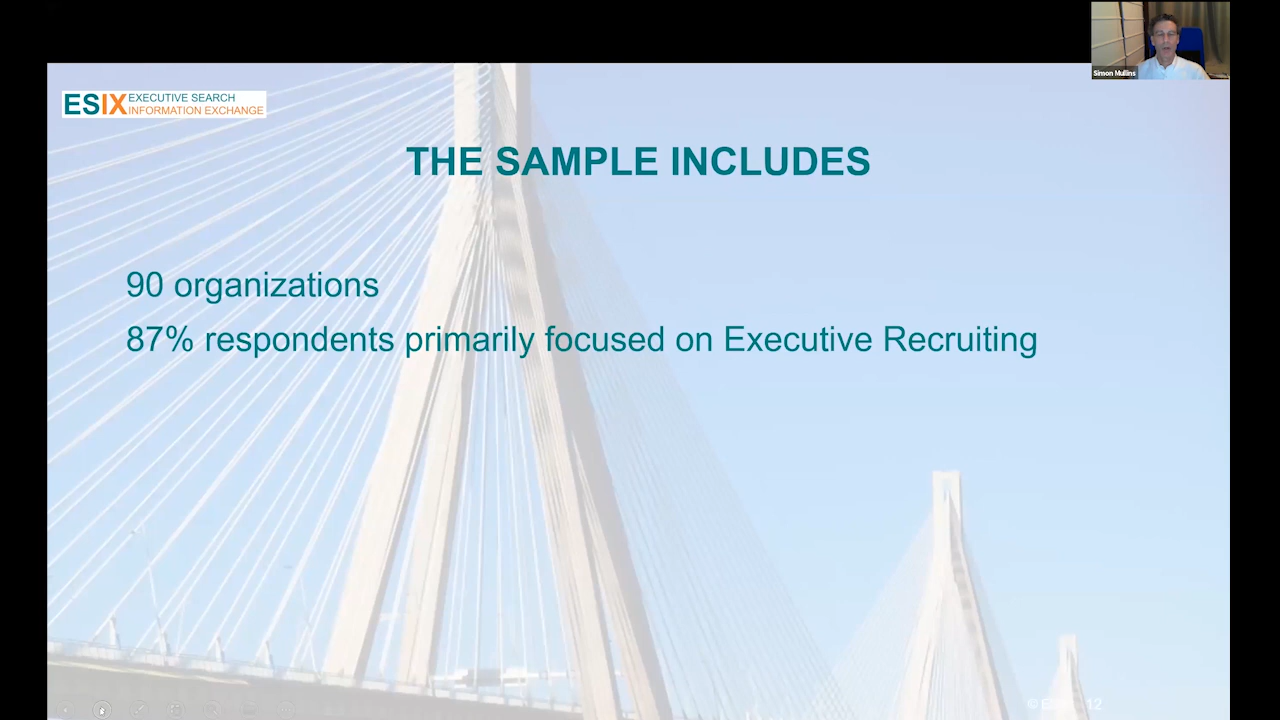 Simon Mullins
ESIX EXECUTIVE SEARCH
INFORMATION EXCHANGE
THE SAMPLE INCLUDES
90 organizations
87% respondents primarily focused on Executive Recruiting
12